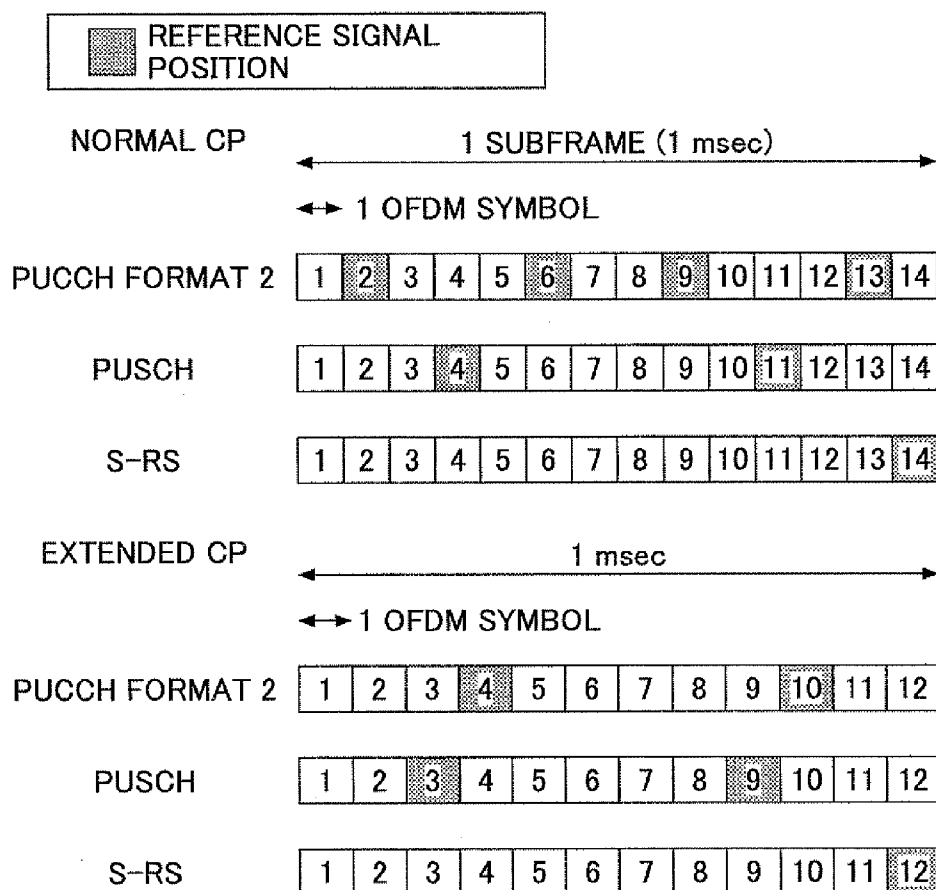 REFERENCE SIGNAL
POSITION
NORMAL CP
1 SUBFRAME (1 msec)
1 OFDM SYMBOL
PUCCH FORMAT 2 1 2 3 4 5 6 7 8 9 10 11 12 13 14
PUSCH 1 2 3 4 5 6 7 8 9 10 11 12 13 14
S-RS 1 2 3 4 5 6 7 8 9 10 11 12 13 14
EXTENDED CP
1 msec
1 OFDM SYMBOL
PUCCH FORMAT 2 1 2 3 4 5 6 7 8 9 10 11 12
PUSCH 1 2 3 4 5 6 7 8 9 10 11 12
S-RS 1 2 3 4 5 6 7 8 9 10 11 12